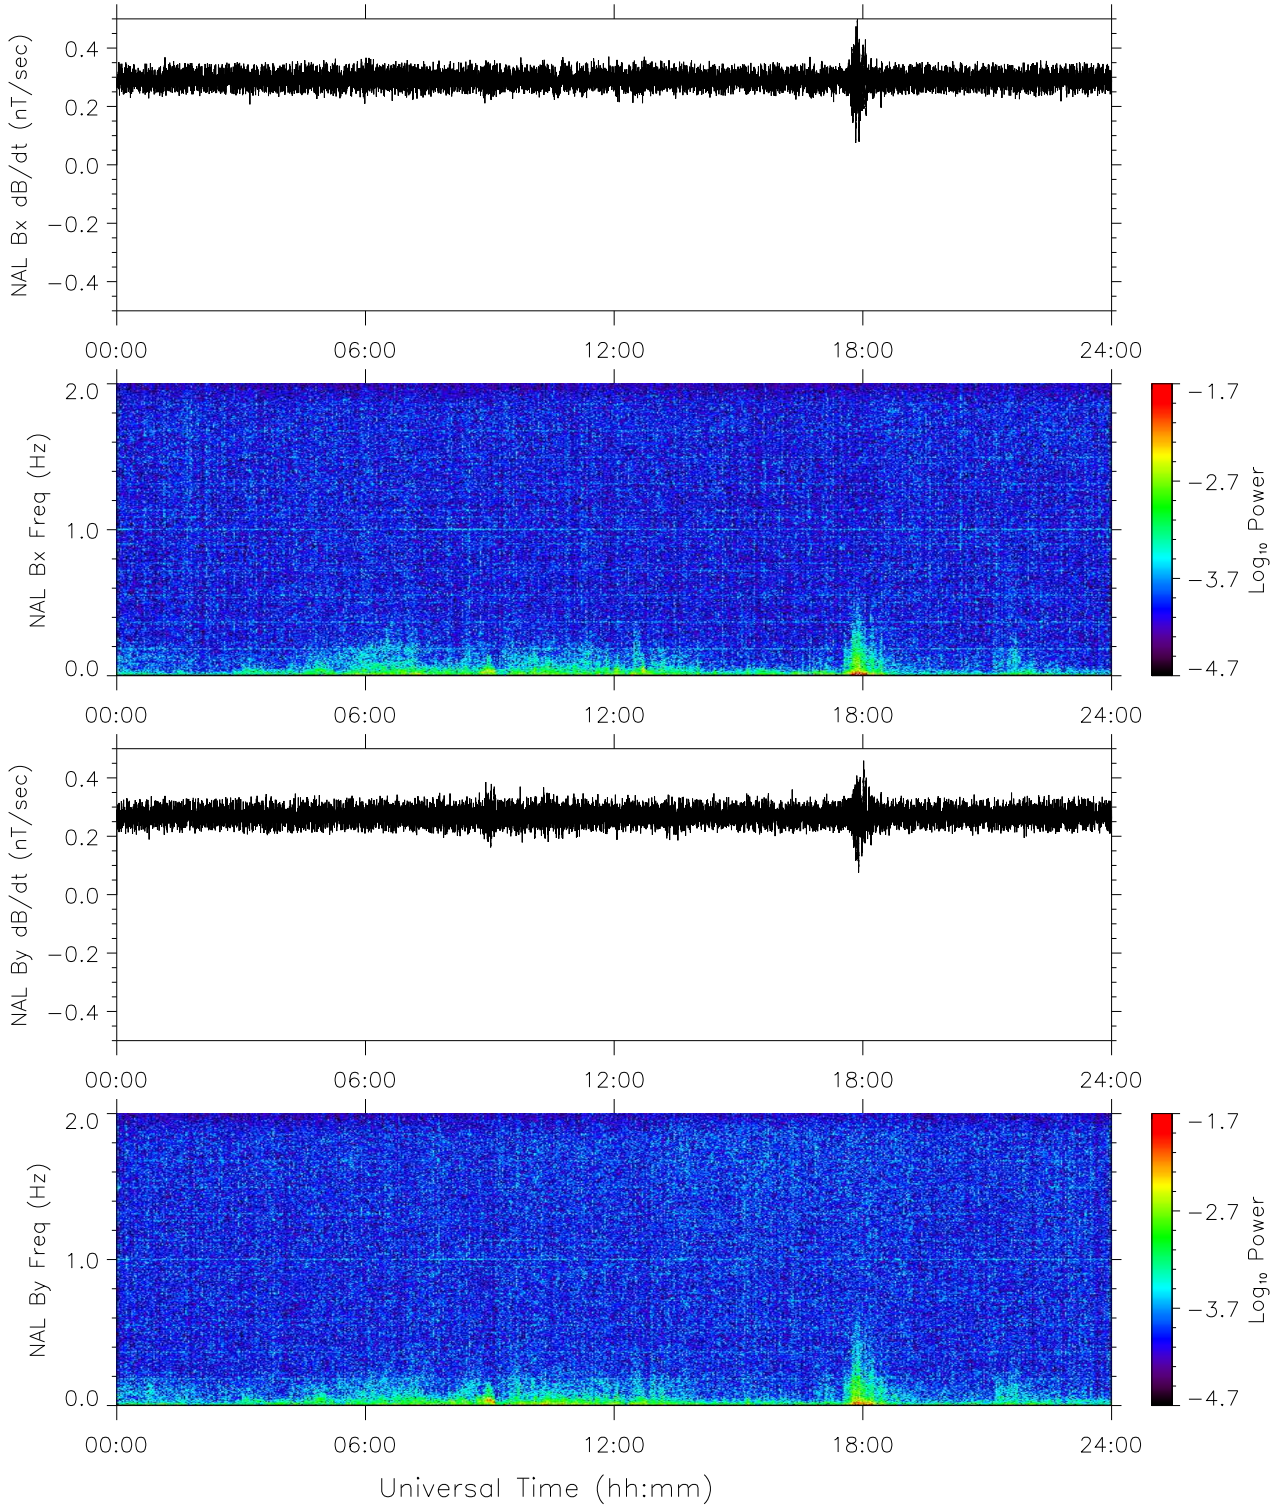 NAL Bx dB/dt (nT/sec)
0.4
0.2
0.0
−0.2
−0.4
00:00 06:00 12:00 18:00 24:00
NAL Bx Freq (Hz)
2.0
1.0
0.0
−1.7
−2.7
−3.7
−4.7
Log10 Power
00:00 06:00 12:00 18:00 24:00
NAL By dB/dt (nT/sec)
0.4
0.2
0.0
−0.2
−0.4
00:00 06:00 12:00 18:00 24:00
NAL By Freq (Hz)
2.0
1.0
0.0
−1.7
−2.7
−3.7
−4.7
Log10 Power
00:00 06:00 12:00 18:00 24:00
Universal Time (hh:mm)